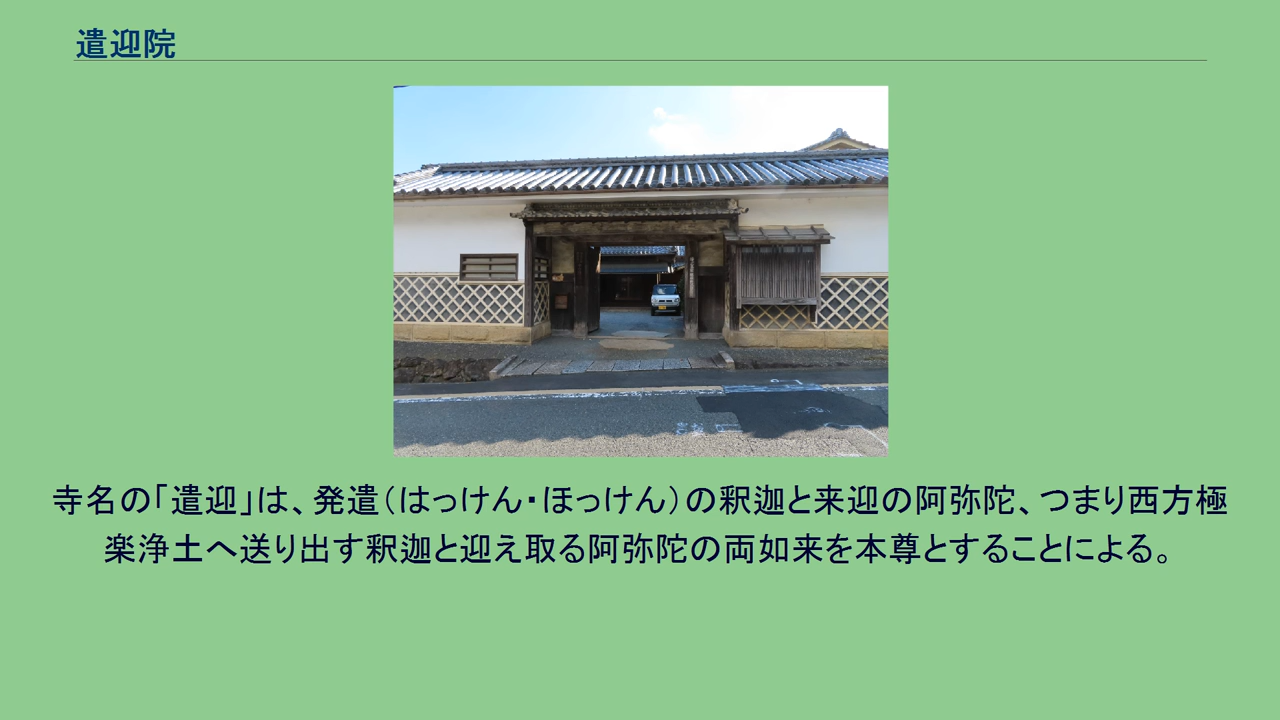 遣迎院
寺名の「遣迎」は、発遣（はっけん・ほっけん）の釈迦と来迎の阿弥陀、つまり西方極
楽浄土へ送り出す釈迦と迎え取る阿弥陀の両如来を本尊とすることによる。